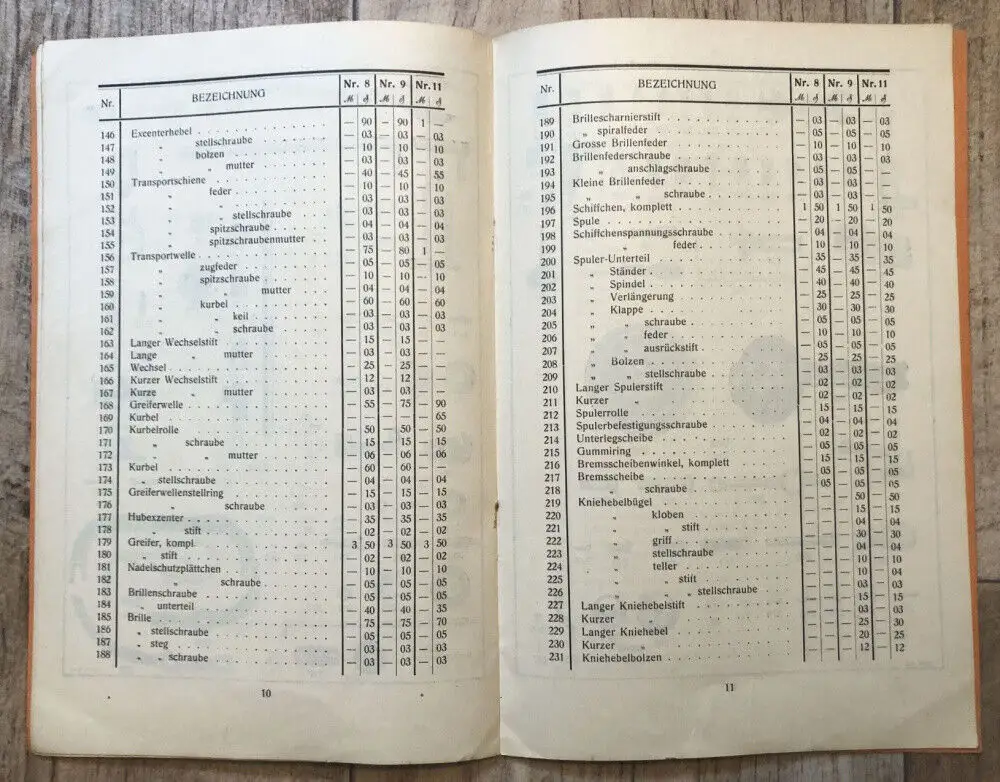 Nr. BEZEICHNUNG Nr. 8 Nr. 9 Nr. 11
ℳ ₰ ℳ ₰ ℳ ₰
146 Excenterhebel — 90 — 90 1 —
147 „ stellschraube — 03 — 03 — 03
148 „ bolzen — 10 — 10 — 10
149 „ „ mutter — 03 — 03 — 03
150 Transportschiene — 40 — 45 — 55
151 „ feder — 10 — 10 — 10
152 „ „ stellschraube — 03 — 03 — 03
153 „ spitzschraube — 03 — 03 — 03
154 „ spitzschraubenmutter — 04 — 04 — 04
155 — 03 — 03 — 03
156 Transportwelle — 75 — 80 1 —
157 „ zugfeder — 05 — 05 — 05
158 „ spitzschraube — 10 — 10 — 10
159 „ „ mutter — 04 — 04 — 04
160 „ kurbel — 60 — 60 — 60
161 „ „ keil — 03 — 03 — 03
162 „ „ schraube — 03 — 03 — 03
163 Langer Wechselstift — 15 — 15 — —
164 Lange „ mutter — 03 — 03 — —
165 Wechsel — 25 — 25 — —
166 Kurzer Wechselstift — 12 — 12 — —
167 Kurze „ mutter — 03 — 03 — —
168 Greiferwelle — 55 — 75 — 90
169 Kurbel — — — — — 65
170 Kurbelrolle — 50 — 50 — 50
171 „ schraube — 15 — 15 — 15
172 „ „ mutter — 06 — 06 — 06
173 Kurbel — 60 — 60 — —
174 „ stellschraube — 04 — 04 — 04
175 Greiferwellenstellring — 15 — 15 — 15
176 „ schraube — 03 — 03 — 03
177 Hubexzenter — 35 — 35 — 35
178 „ stift — 02 — 02 — 02
179 Greifer, kompl. 3 50 3 50 3 50
180 „ stift — 02 — 02 — 02
181 Nadelschutzplättchen — 10 — 10 — 10
182 „ schraube — 05 — 05 — 05
183 Brillenschraube — 05 — 05 — 05
184 „ unterteil — 40 — 40 — 35
185 Brille — 75 — 75 — 70
186 „ stellschraube — 05 — 05 — 05
187 „ steg — 05 — 05 — 05
188 „ „ schraube — 03 — 03 — 03
10
Nr. BEZEICHNUNG Nr. 8 Nr. 9 Nr. 11
ℳ ₰ ℳ ₰ ℳ ₰
189 Brillescharnierstift — 03 — 03 — 03
190 „ spiralfeder — 05 — 05 — 05
191 Grosse Brillenfeder — 10 — 10 — 10
192 Brillenfederschraube — 03 — 03 — 03
193 „ anschlagschraube — 05 — 05 — 05
194 Kleine Brillenfeder — 03 — 03 — —
195 „ „ schraube — 03 — 03 — —
196 Schiffchen, komplett 1 50 1 50 1 50
197 Spule — 20 — 20 — 20
198 Schiffchenspannungsschraube — 04 — 04 — 04
199 „ feder — 10 — 10 — 10
200 Spuler-Unterteil — 35 — 35 — 35
201 „ Ständer — 45 — 45 — 45
202 „ Spindel — 40 — 40 — 40
203 „ Verlängerung — 25 — 25 — 25
204 „ Klappe — 30 — 30 — 30
205 „ „ schraube — 05 — 05 — 05
206 „ „ feder — 10 — 10 — 10
207 „ „ ausrückstift — 05 — 05 — 05
208 „ Bolzen — 25 — 25 — 25
209 „ „ stellschraube — 03 — 03 — 03
210 Langer Spulerstift — 02 — 02 — 02
211 Kurzer „ — 02 — 02 — 02
212 Spulerrolle — 15 — 15 — 15
213 Spulerbefestigungsschraube — 04 — 04 — 04
214 Unterlegscheibe — 02 — 02 — 02
215 Gummiring — 05 — 05 — 05
216 Bremsscheibenwinkel, komplett — 15 — 15 — 15
217 Bremsscheibe — 05 — 05 — 05
218 „ schraube — 05 — 05 — 05
219 Kniehebelbügel — — — 50 — 50
220 „ kloben — — — 15 — 15
221 „ „ stift — — — 04 — 04
222 „ griff — — — 30 — 30
223 „ stellschraube — — — 04 — 04
224 „ teller — — — 10 — 10
225 „ „ stift — — — 04 — 04
226 „ „ stellschraube — — — 03 — 03
227 Langer Kniehebelstift — — — 15 — 15
228 Kurzer „ — — — 03 — 03
229 Langer Kniehebel — — — 25 — 30
230 Kurzer „ — — — 20 — 25
231 Kniehebelbolzen — — — 12 — 12
11